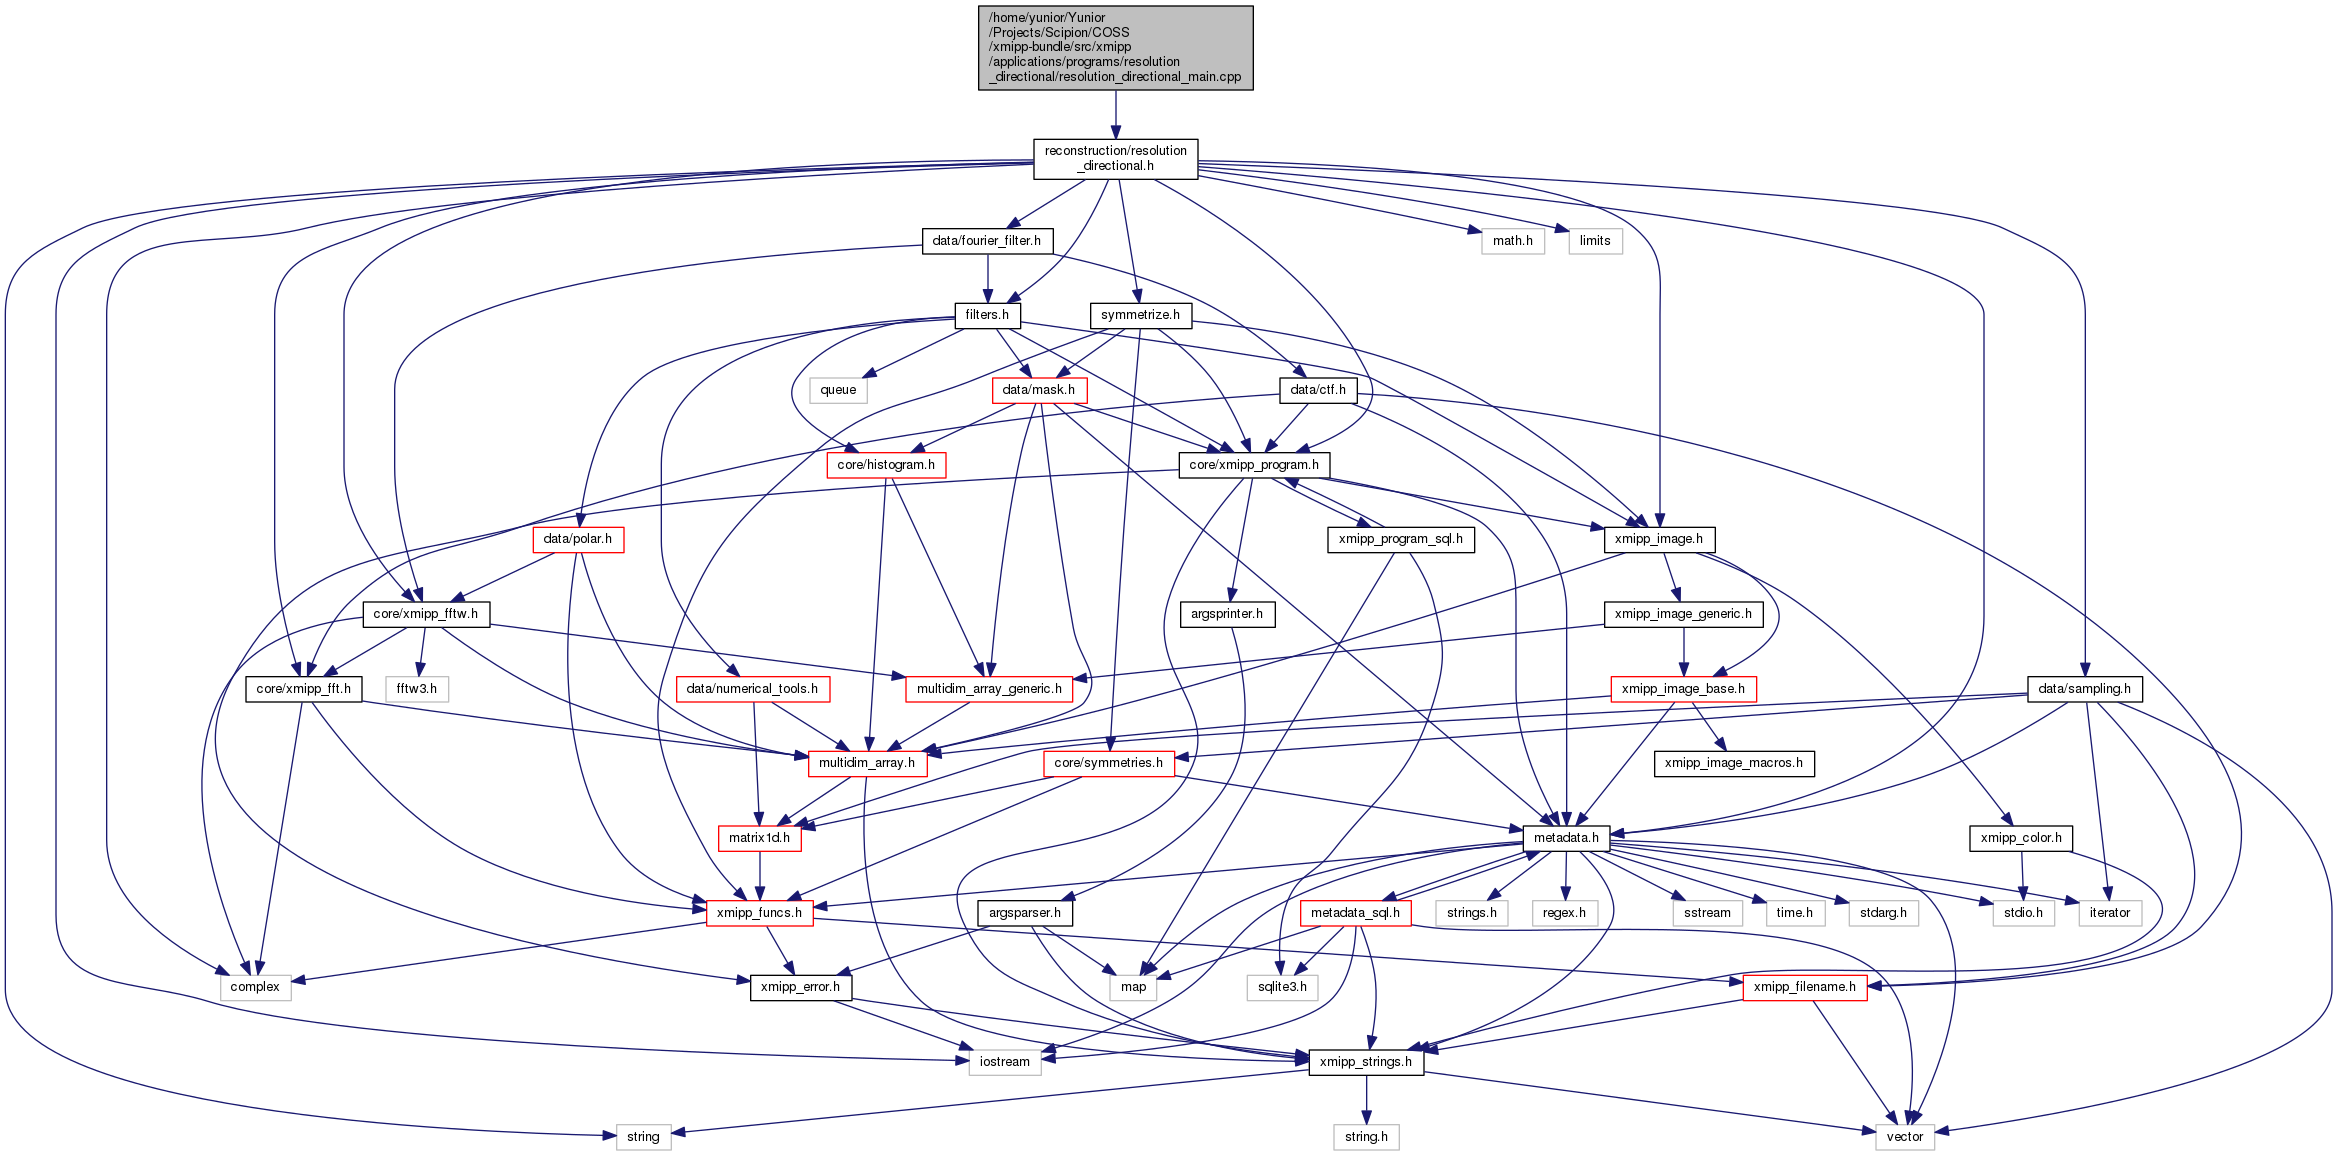 /home/yunior/Yunior
/Projects/Scipion/COSS
/xmipp-bundle/src/xmipp
/applications/programs/resolution
_directional/resolution_directional_main.cpp
reconstruction/resolution
_directional.h
data/fourier_filter.h
math.h
limits
filters.h
symmetrize.h
queue
data/mask.h
data/ctf.h
core/histogram.h
core/xmipp_program.h
data/polar.h
xmipp_program_sql.h
xmipp_image.h
core/xmipp_fftw.h
argsprinter.h
xmipp_image_generic.h
core/xmipp_fft.h
fftw3.h
data/numerical_tools.h
multidim_array_generic.h
xmipp_image_base.h
data/sampling.h
multidim_array.h
core/symmetries.h
xmipp_image_macros.h
matrix1d.h
metadata.h
xmipp_color.h
xmipp_funcs.h
argsparser.h
metadata_sql.h
strings.h
regex.h
sstream
time.h
stdarg.h
stdio.h
iterator
complex
xmipp_error.h
map
sqlite3.h
xmipp_filename.h
iostream
xmipp_strings.h
string
string.h
vector